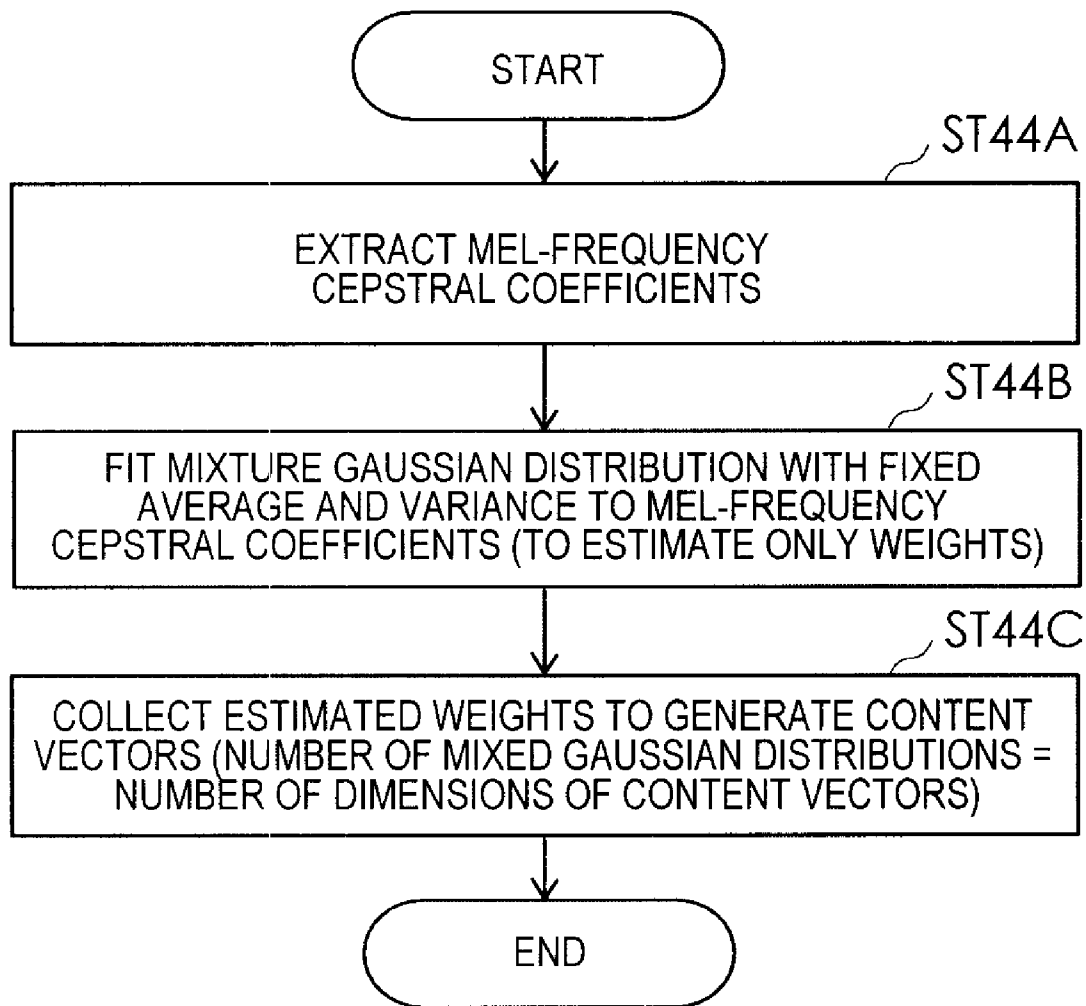 START
ST44A
EXTRACT MEL-FREQUENCY
CEPSTRAL COEFFICIENTS
ST44B
FIT MIXTURE GAUSSIAN DISTRIBUTION WITH FIXED
AVERAGE AND VARIANCE TO MEL-FREQUENCY
CEPSTRAL COEFFICIENTS (TO ESTIMATE ONLY WEIGHTS)
ST44C
COLLECT ESTIMATED WEIGHTS TO GENERATE CONTENT
VECTORS (NUMBER OF MIXED GAUSSIAN DISTRIBUTIONS =
NUMBER OF DIMENSIONS OF CONTENT VECTORS)
END